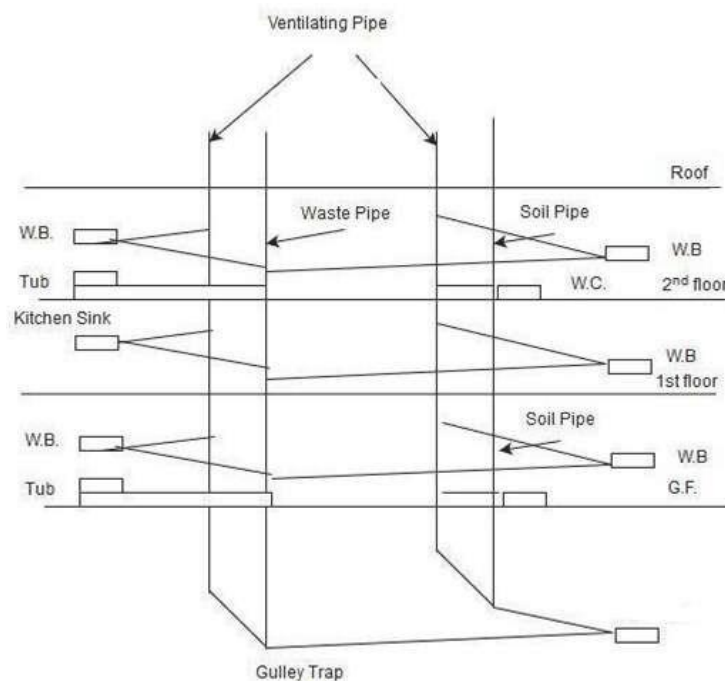 Ventilating Pipe
Roof
Waste Pipe
Soil Pipe
W.B.
W.B
Tub
W.C.
2nd floor
Kitchen Sink
W.B
1st floor
Soil Pipe
W.B.
W.B
Tub
G.F.
Gulley Trap